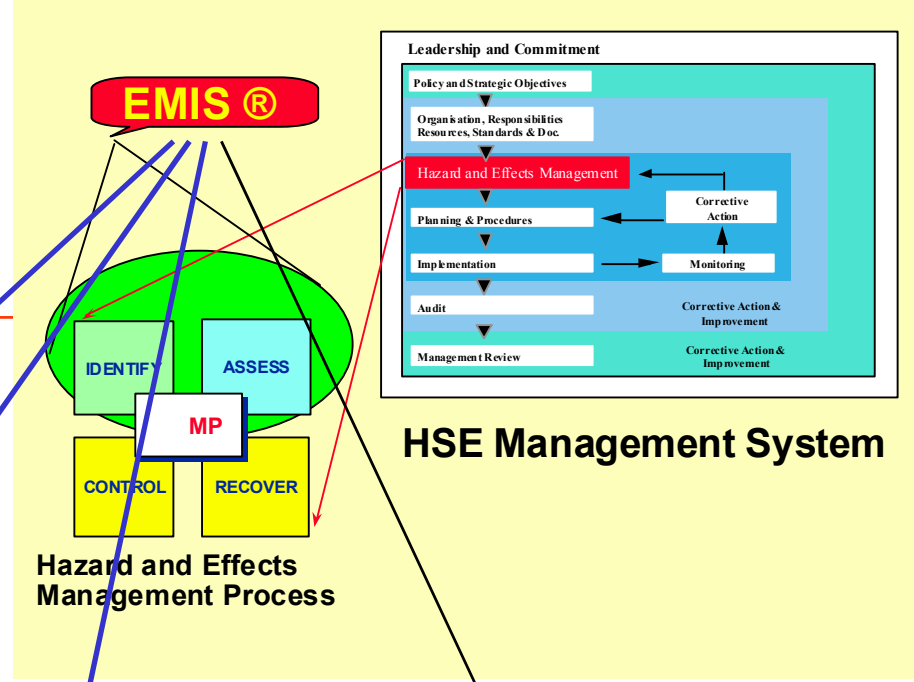 EMIS ®
IDENTIFY
ASSESS
MP
CONTROL
RECOVER
Hazard and Effects
Management Process
Leadership and Commitment
Policy and Strategic Objectives
Organisation, Responsibilities
Resources, Standards & Doc.
Hazard and Effects Management
Planning & Procedures
Corrective
Action
Implementation
Monitoring
Audit
Corrective Action &
Improvement
Management Review
Corrective Action &
Improvement
HSE Management System